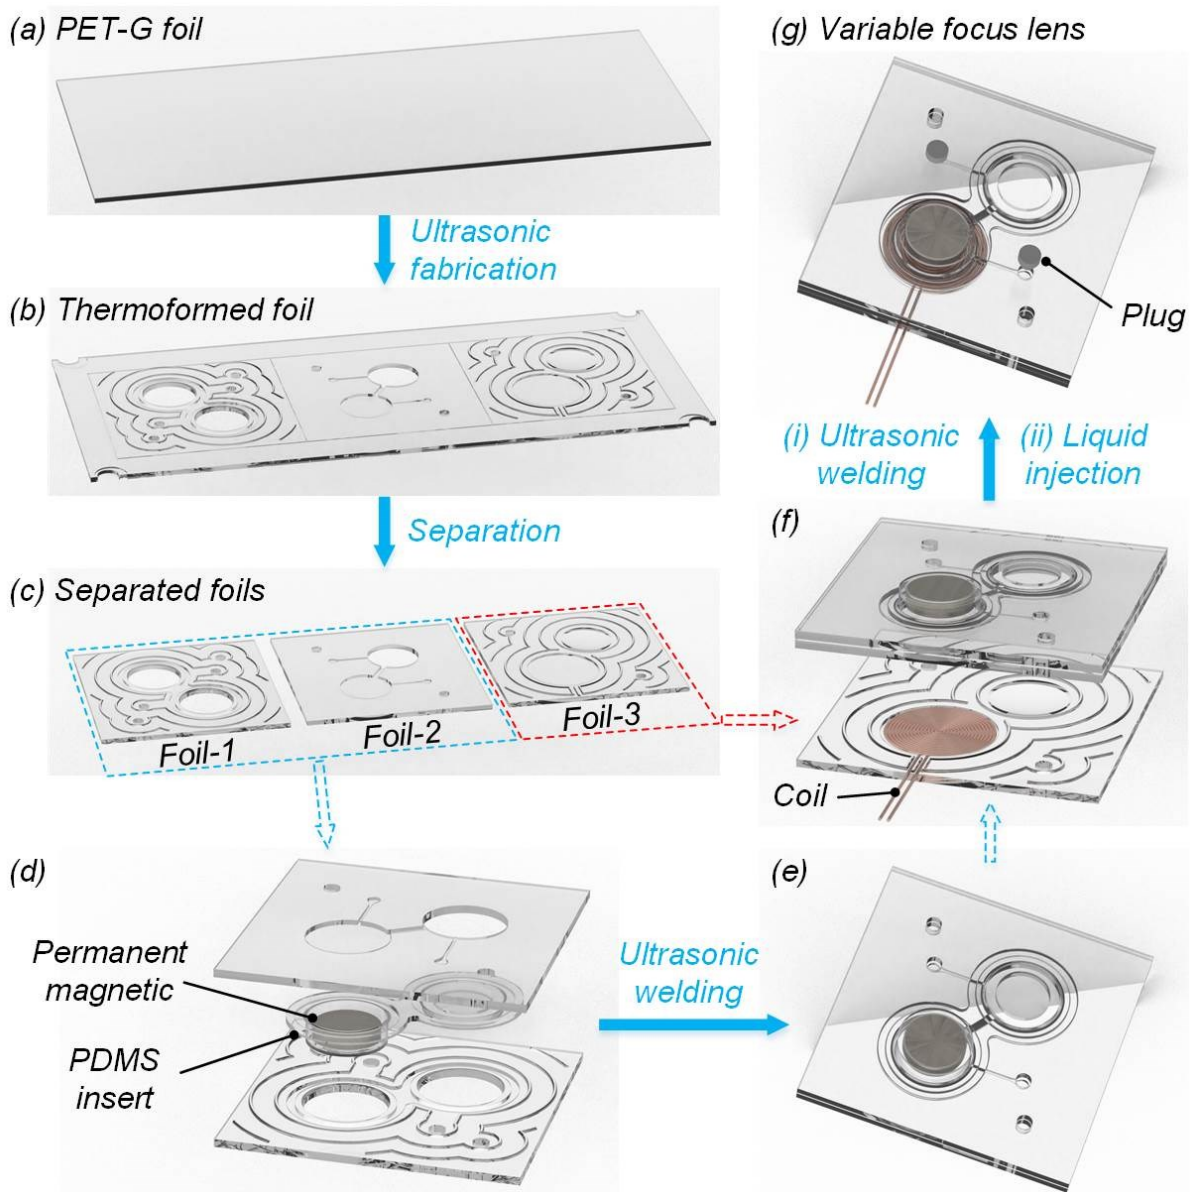 (a) PET-G foil
Ultrasonic
fabrication
(b) Thermoformed foil
Separation
(c) Separated foils
Foil-1
Foil-2
Foil-3
(d)
Permanent
magnetic
PDMS
insert
Ultrasonic
welding
(e)
(f)
Coil
(i) Ultrasonic
welding
(ii) Liquid
injection
(g) Variable focus lens
Plug